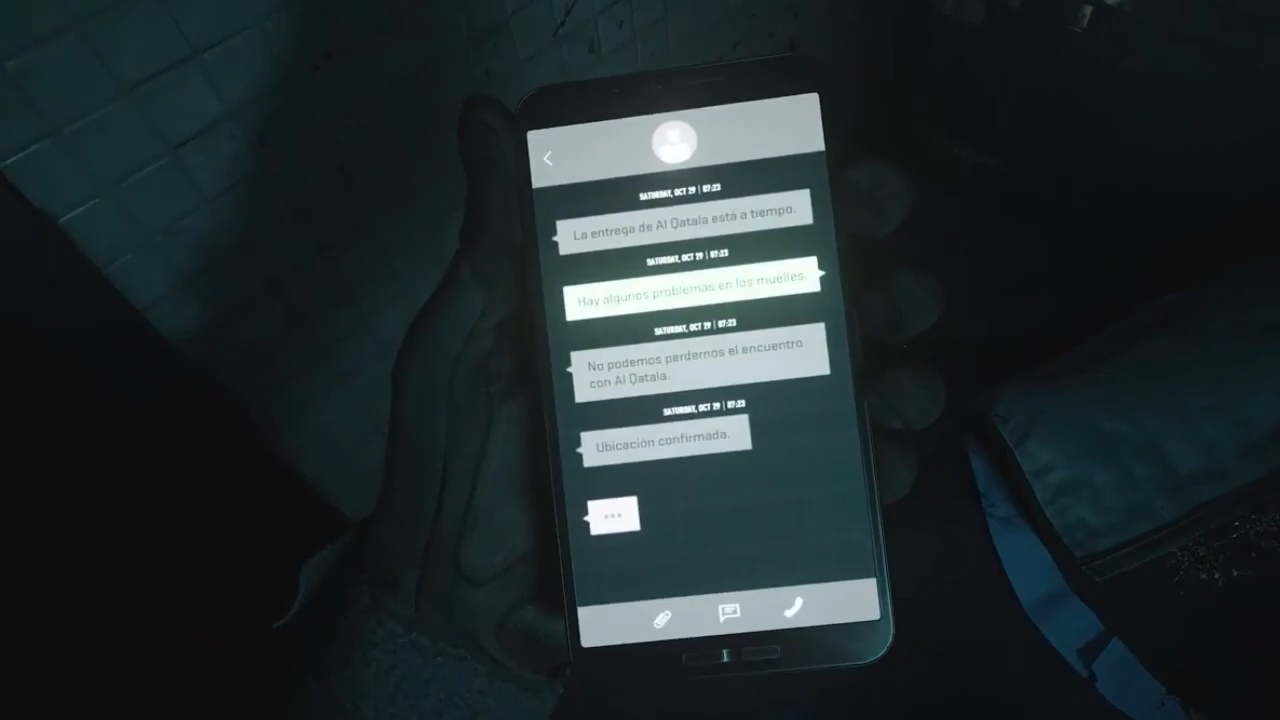 SATURDAY, OCT 29 | 07:23
La entrega de Al Qatala está a tiempo.
SATURDAY, OCT 29 | 07:23
Hay algunos problemas en los muelles.
SATURDAY, OCT 29 | 07:23
No podemos perdernos el encuentro
con Al Qatala.
SATURDAY, OCT 29 | 07:23
Ubicación confirmada.
...